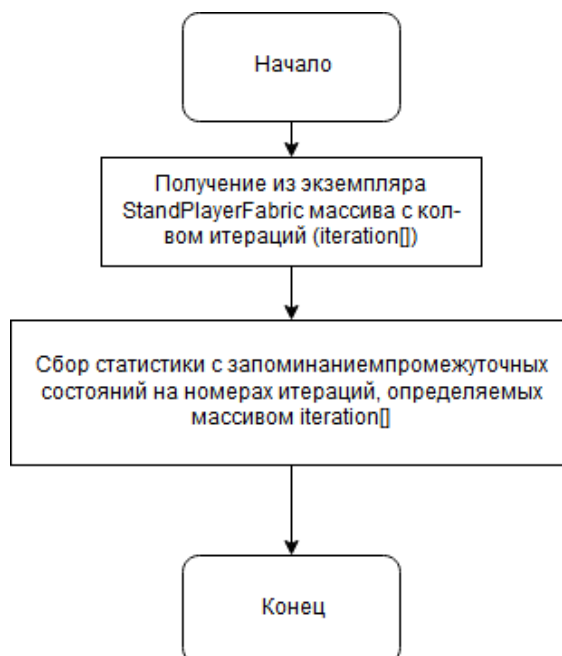 Начало
Получение из экземпляра
StandPlayerFabric массива с кол-
вом итераций (iteration[])
Сбор статистики с запоминаниемпромежуточных
состояний на номерах итераций, определяемых
массивом iteration[]
Конец